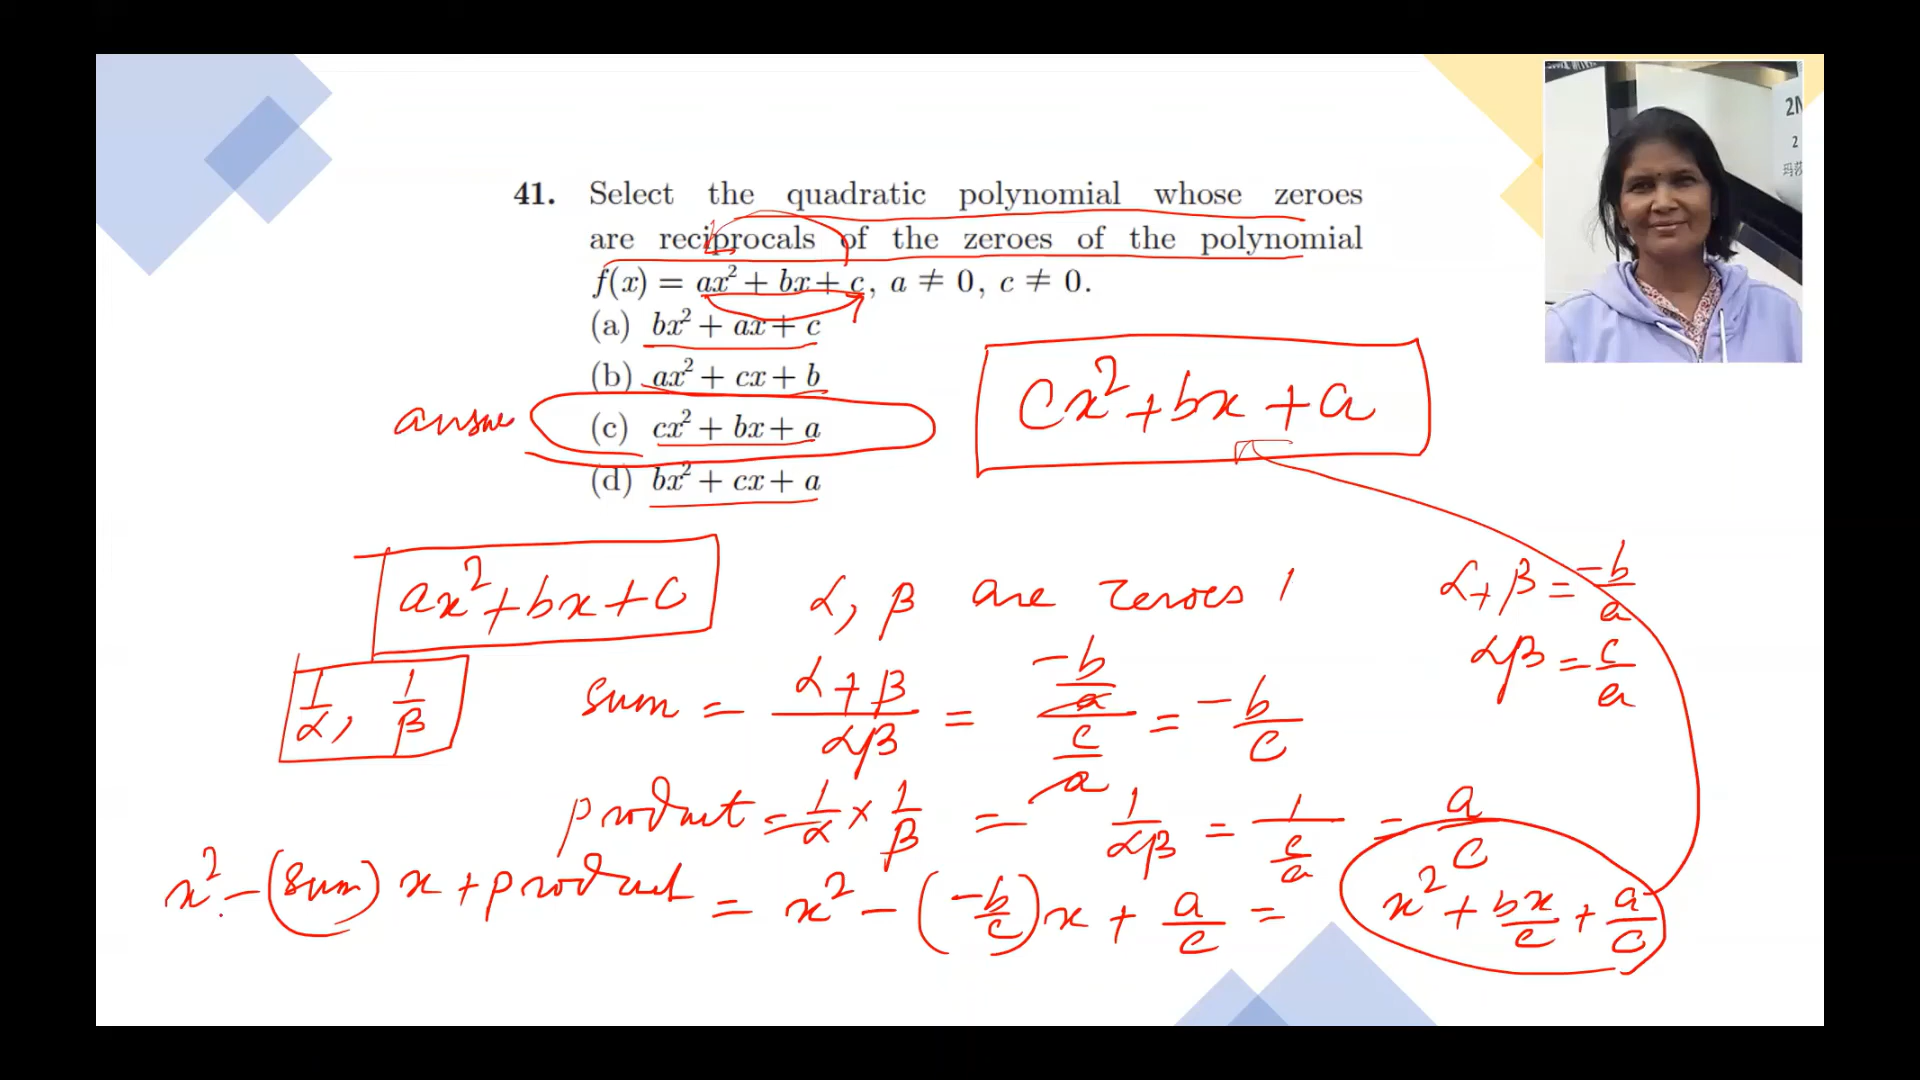 41. Select the quadratic polynomial whose zeroes
are reciprocals of the zeroes of the polynomial
f(x) = ax² + bx + c, a ≠ 0, c ≠ 0.
(a) bx² + ax + c
(b) ax² + cx + b
answe (c) cx² + bx + a
(d) bx² + cx + a
cx² + bx + a
ax² + bx + c
α, β are zeroes
α + β = -b/a
αβ = c/a
1/α, 1/β
sum = (α + β)/(αβ) = (-b/a)/(c/a) = -b/c
product = 1/α × 1/β = 1/(αβ) = 1/(c/a) = a/c
x² - (sum) x + product = x² - (-b/c)x + a/c = x² + bx/c + a/c
2